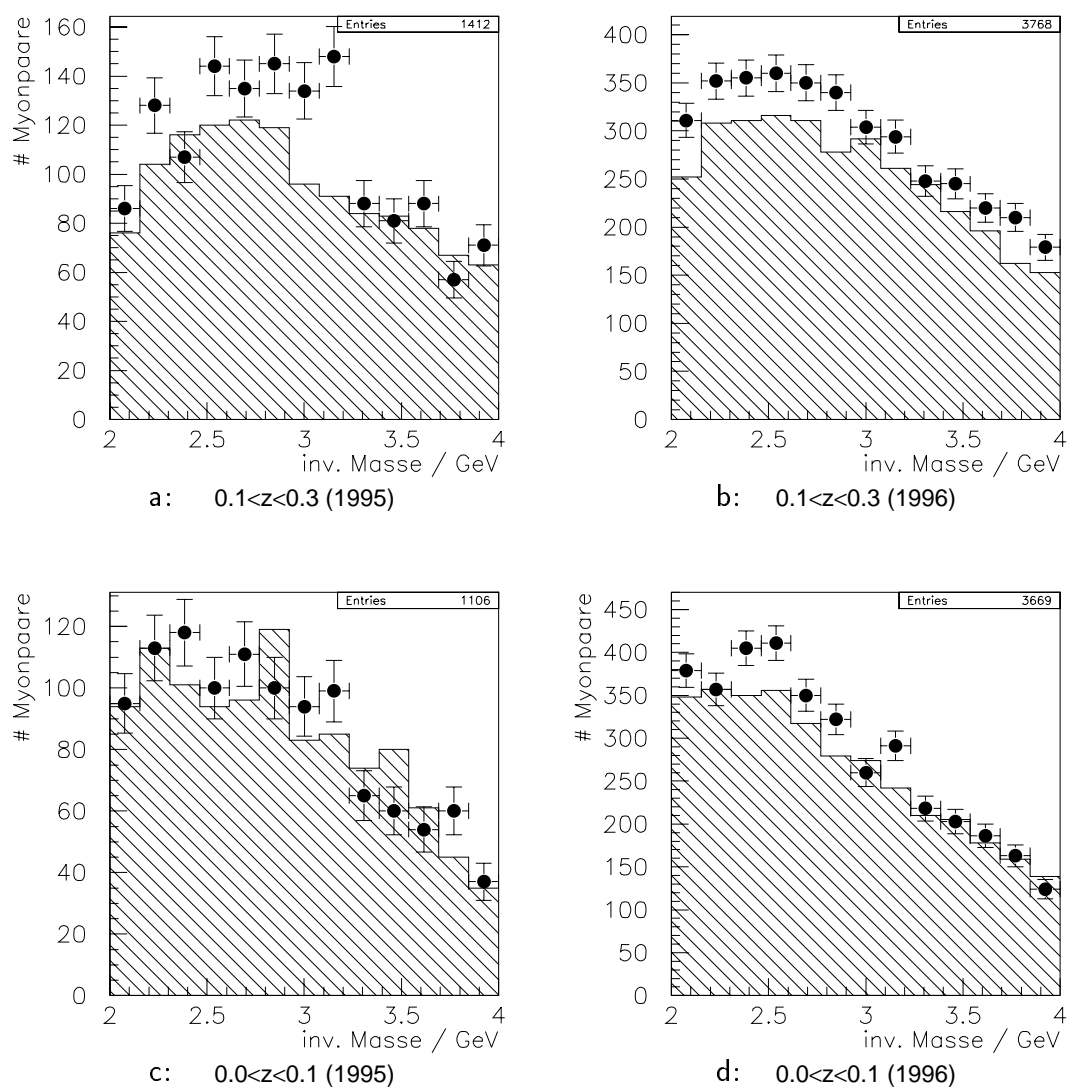 Entries 1412
# Myonpaare
160
140
120
100
80
60
40
20
0
2 2.5 3 3.5 4
inv. Masse / GeV
a: 0.1<z<0.3 (1995)
Entries 3768
# Myonpaare
400
350
300
250
200
150
100
50
0
2 2.5 3 3.5 4
inv. Masse / GeV
b: 0.1<z<0.3 (1996)
Entries 1106
# Myonpaare
120
100
80
60
40
20
0
2 2.5 3 3.5 4
inv. Masse / GeV
c: 0.0<z<0.1 (1995)
Entries 3669
# Myonpaare
450
400
350
300
250
200
150
100
50
0
2 2.5 3 3.5 4
inv. Masse / GeV
d: 0.0<z<0.1 (1996)